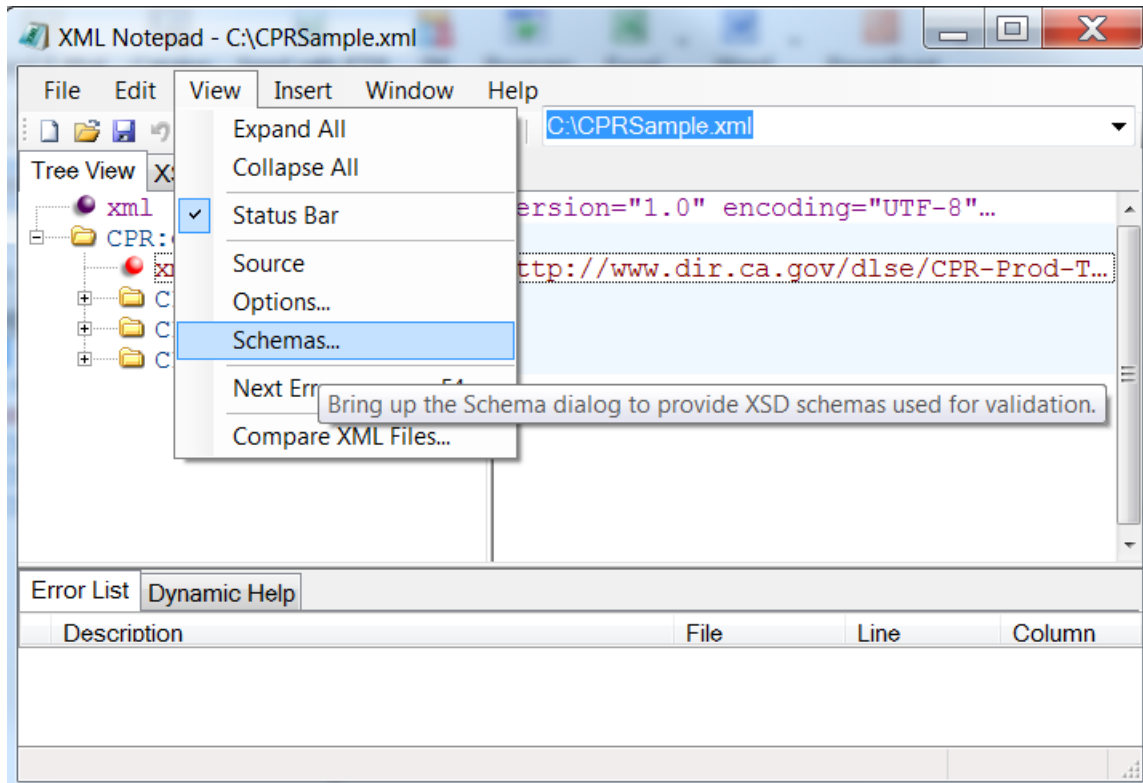 XML Notepad - C:\CPRSample.xml
File Edit View Insert Window Help
C:\CPRSample.xml
Expand All
Collapse All
Status Bar
Source
Options...
Schemas...
Next Err
Bring up the Schema dialog to provide XSD schemas used for validation.
Compare XML Files...
Tree View
xml
ersion="1.0" encoding="UTF-8"…
CPR:
ttp://www.dir.ca.gov/dlse/CPR-Prod-T…
C
C
C
Error List Dynamic Help
Description File Line Column